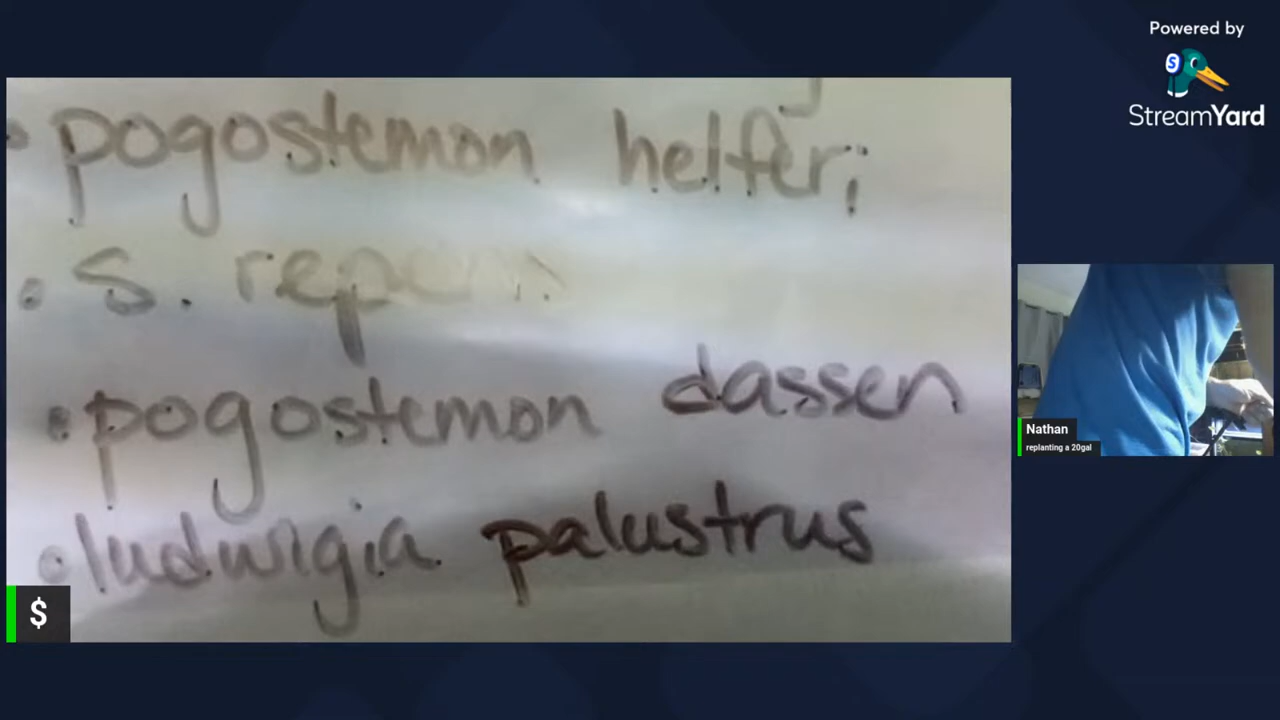 Powered by
StreamYard
• pogostemon helferi
• S. repens
• pogostemon dassen
• ludwigia palustrus
$
Nathan
replanting a 20gal